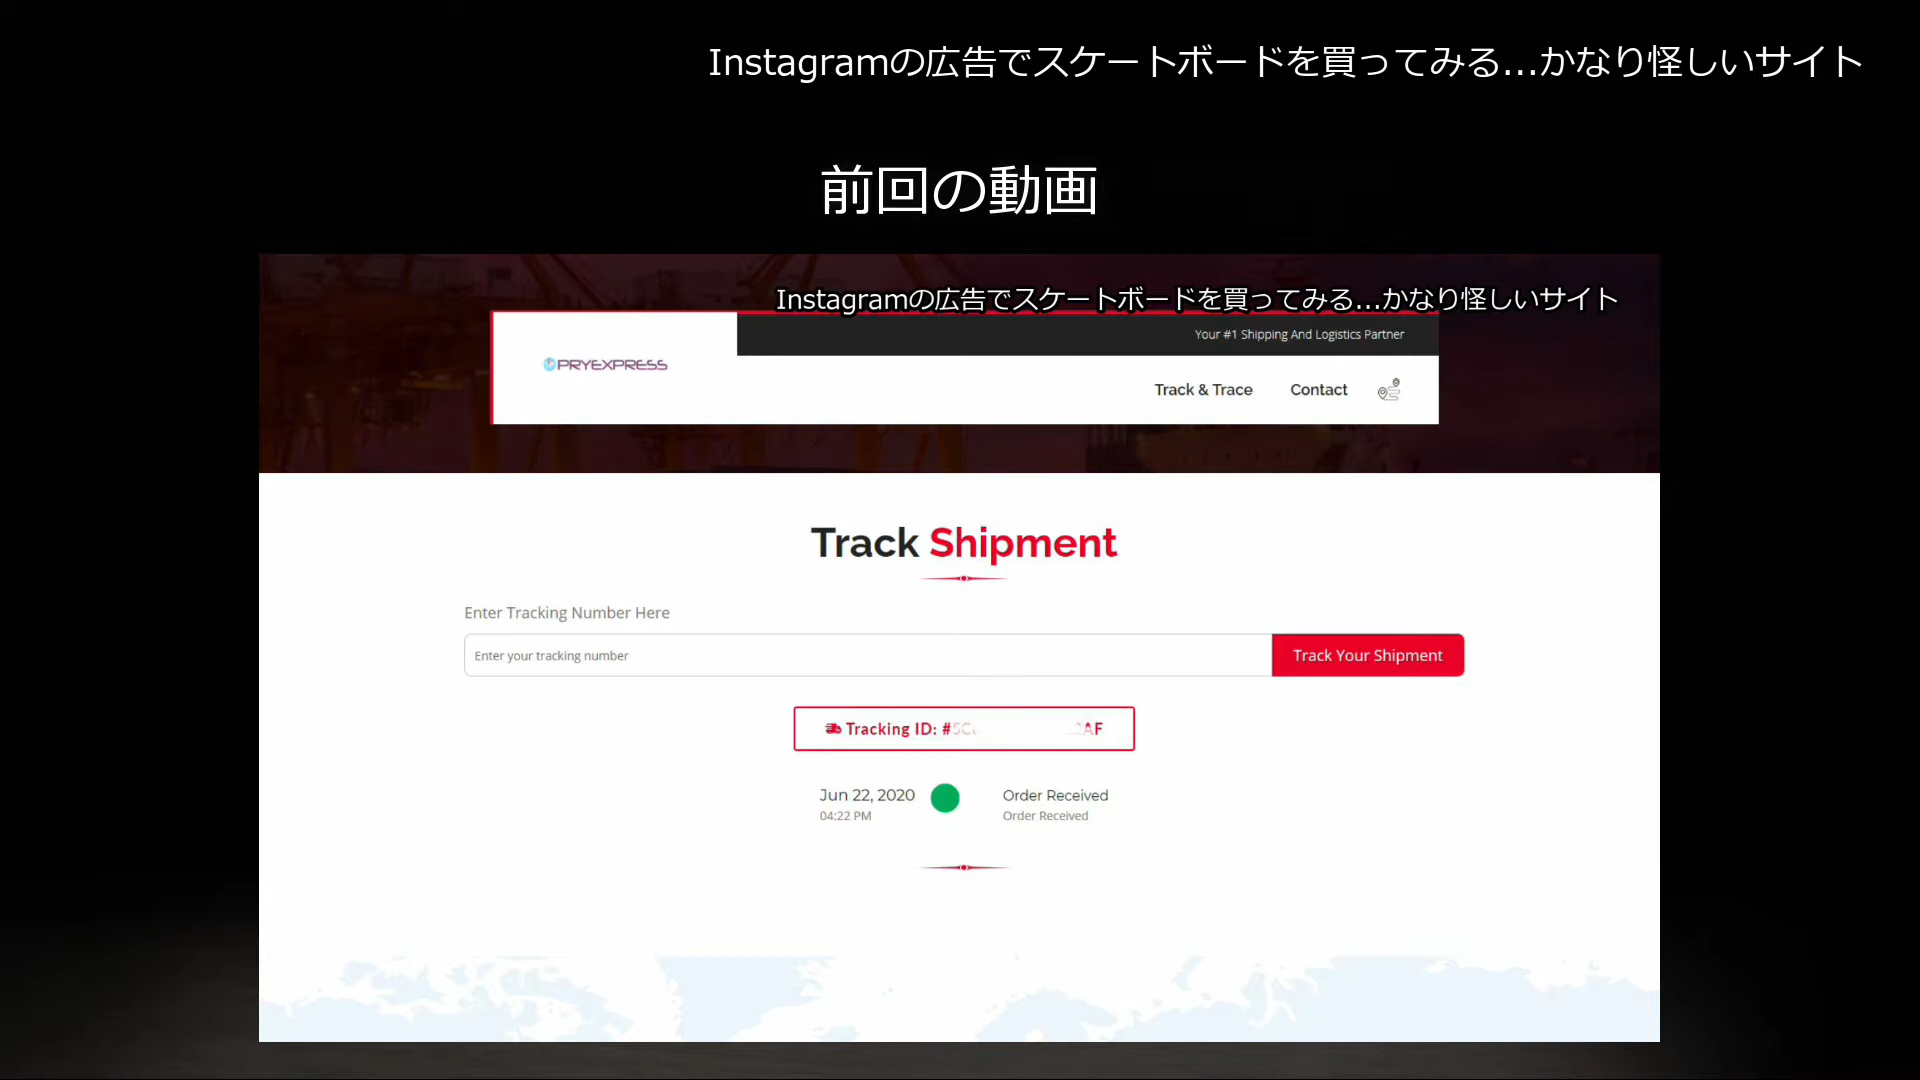 Instagramの広告でスケートボードを買ってみる...かなり怪しいサイト
前回の動画
Instagramの広告でスケートボードを買ってみる...かなり怪しいサイト
Your #1 Shipping And Logistics Partner
PRYEXPRESS
Track & Trace Contact
Track Shipment
Enter Tracking Number Here
Enter your tracking number Track Your Shipment
Tracking ID: #5C AF
Jun 22, 2020 Order Received
04:22 PM Order Received